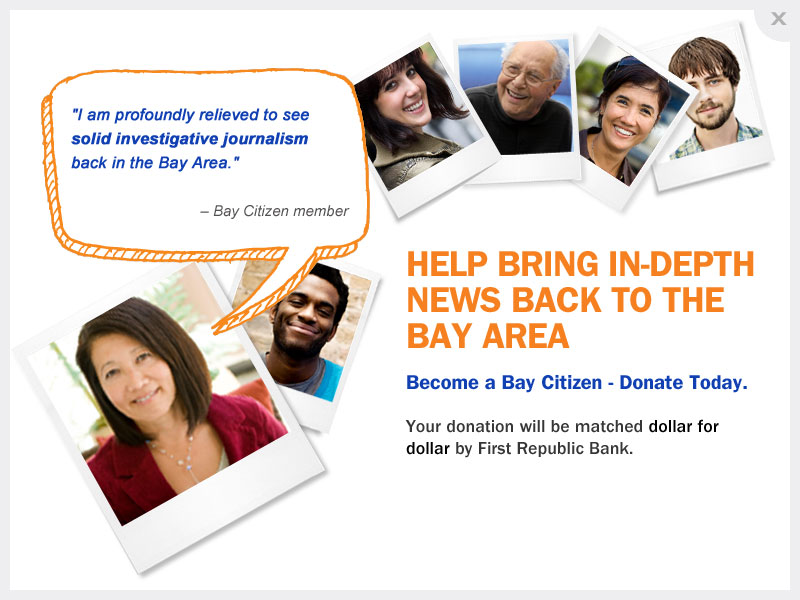 "I am profoundly relieved to see
solid investigative journalism
back in the Bay Area."
– Bay Citizen member
HELP BRING IN-DEPTH
NEWS BACK TO THE
BAY AREA
Become a Bay Citizen - Donate Today.
Your donation will be matched dollar for
dollar by First Republic Bank.